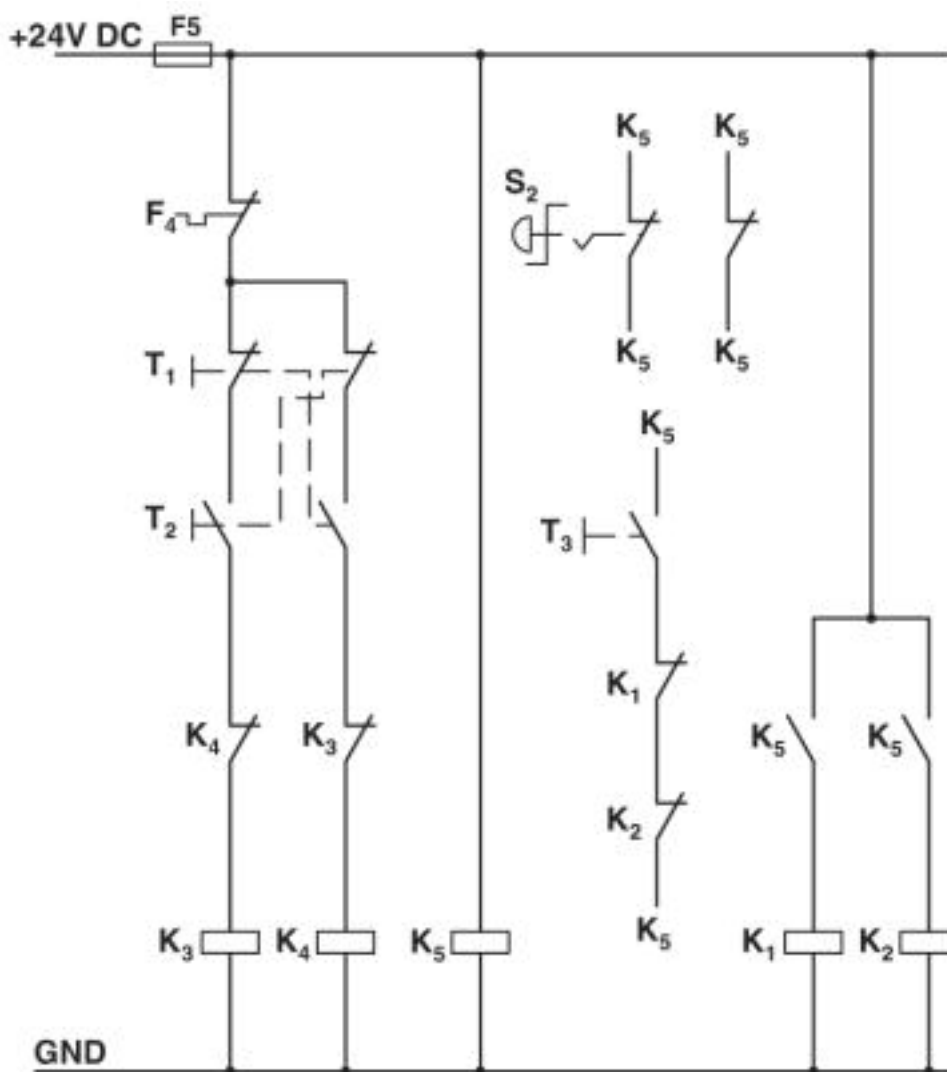 +24V DC F5
K₅ K₅
S₂
F₄
K₅ K₅
T₁
K₅
T₂ T₃
K₁
K₄ K₃ K₅ K₅
K₂
K₃ K₄ K₅ K₅ K₁ K₂
GND